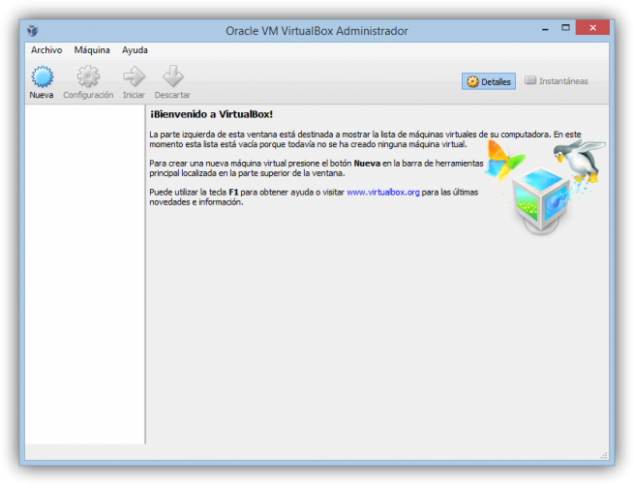 Oracle VM VirtualBox Administrador
Archivo Máquina Ayuda
Nueva Configuración Iniciar Descartar
Detalles Instantáneas
¡Bienvenido a VirtualBox!
La parte izquierda de esta ventana está destinada a mostrar la lista de máquinas virtuales de su computadora. En este
momento esta lista está vacía porque todavía no se ha creado ninguna máquina virtual.
Para crear una nueva máquina virtual presione el botón Nueva en la barra de herramientas
principal localizada en la parte superior de la ventana.
Puede utilizar la tecla F1 para obtener ayuda o visitar www.virtualbox.org para las últimas
novedades e información.